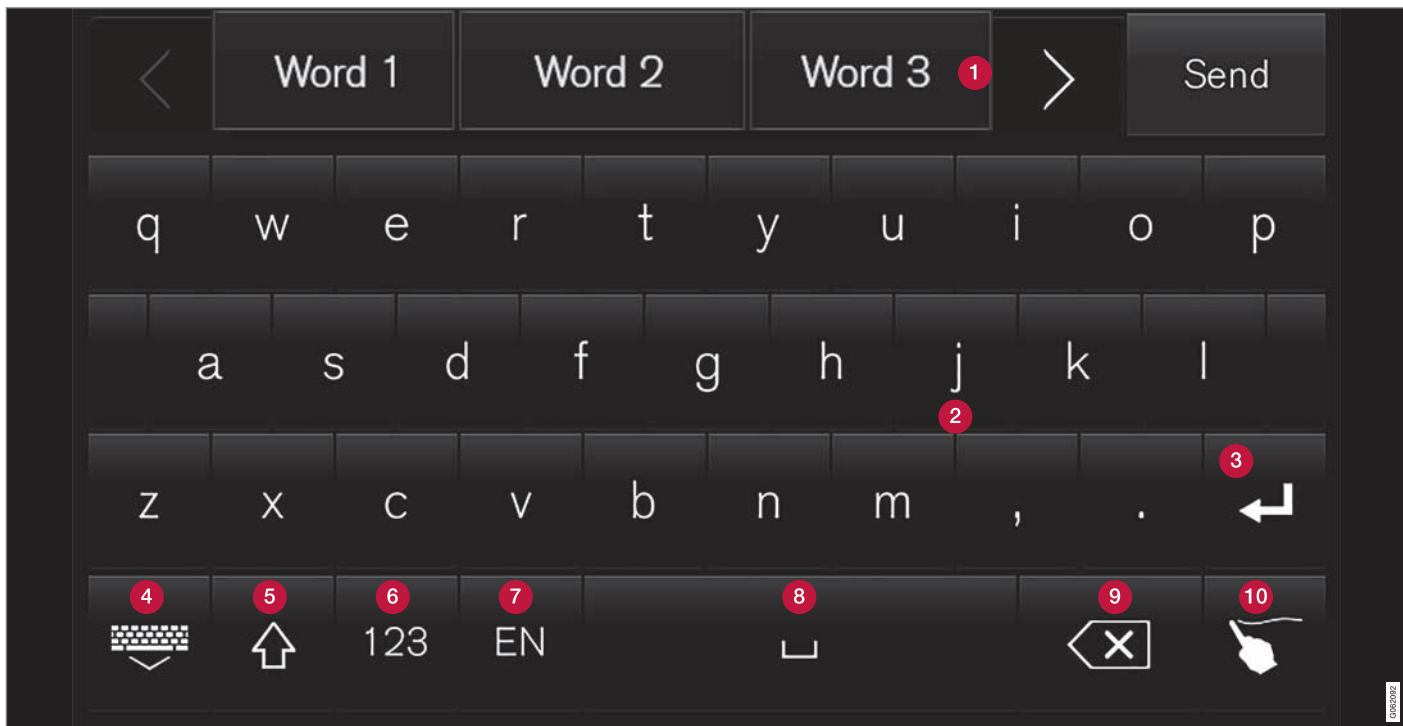 Word 1 Word 2 Word 3 1 Send
q w e r t y u i o p
a s d f g h j k l
2
3
z x c v b n m , .
4 5 6 7 8 9 10
123 EN
G062092